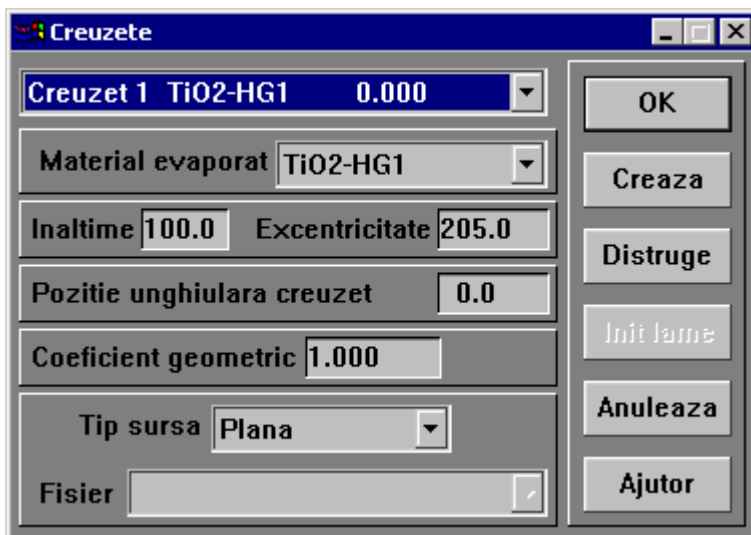 Creuzete
Creuzet 1 TiO2-HG1 0.000
Material evaporat TiO2-HG1
Inaltime 100.0 Excentricitate 205.0
Pozitie unghiulara creuzet 0.0
Coeficient geometric 1.000
Tip sursa Plana
Fisier
OK
Creaza
Distruge
Init lame
Anuleaza
Ajutor